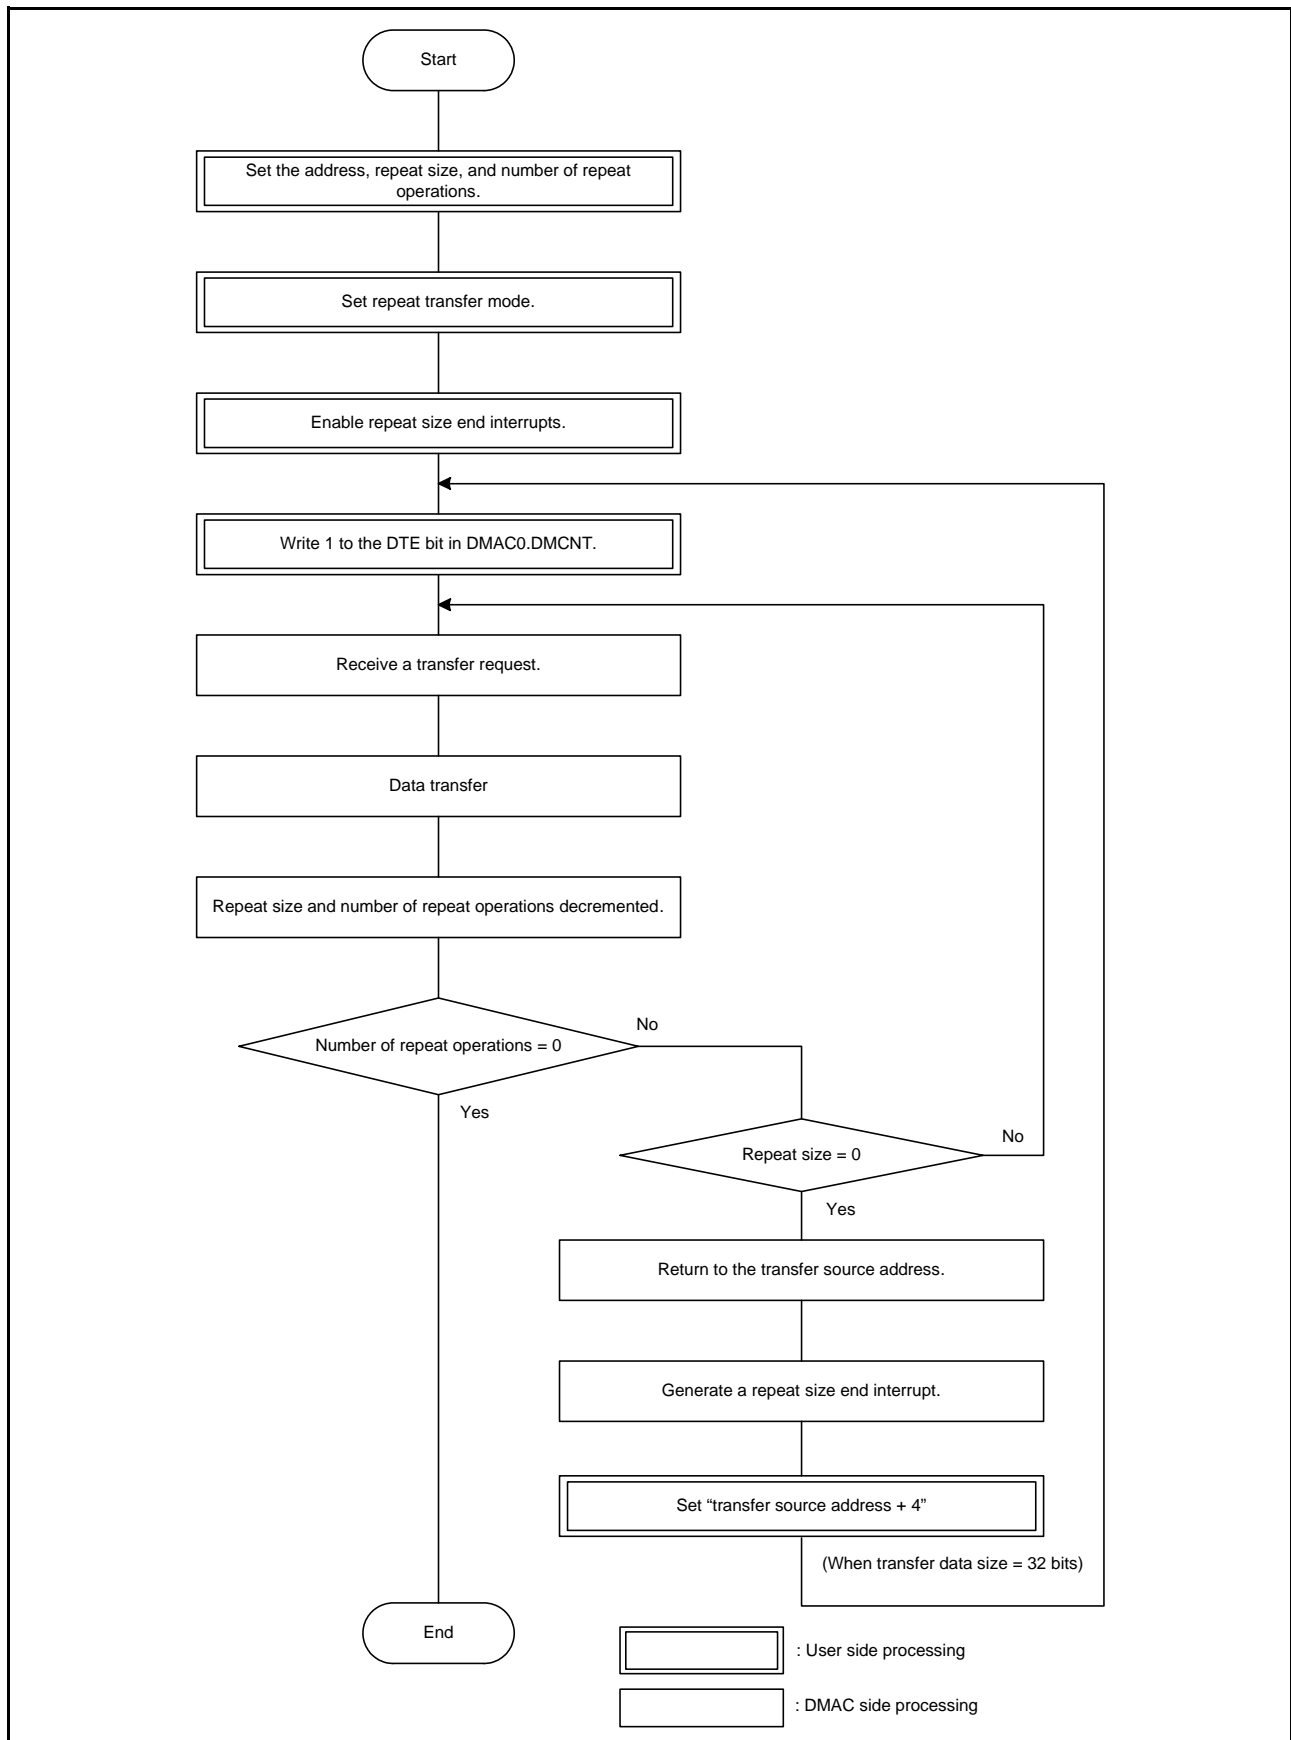 Start
Set the address, repeat size, and number of repeat
operations.
Set repeat transfer mode.
Enable repeat size end interrupts.
Write 1 to the DTE bit in DMAC0.DMCNT.
Receive a transfer request.
Data transfer
Repeat size and number of repeat operations decremented.
No
Number of repeat operations = 0
Yes
No
Repeat size = 0
Yes
Return to the transfer source address.
Generate a repeat size end interrupt.
Set “transfer source address + 4”
(When transfer data size = 32 bits)
End
: User side processing
: DMAC side processing